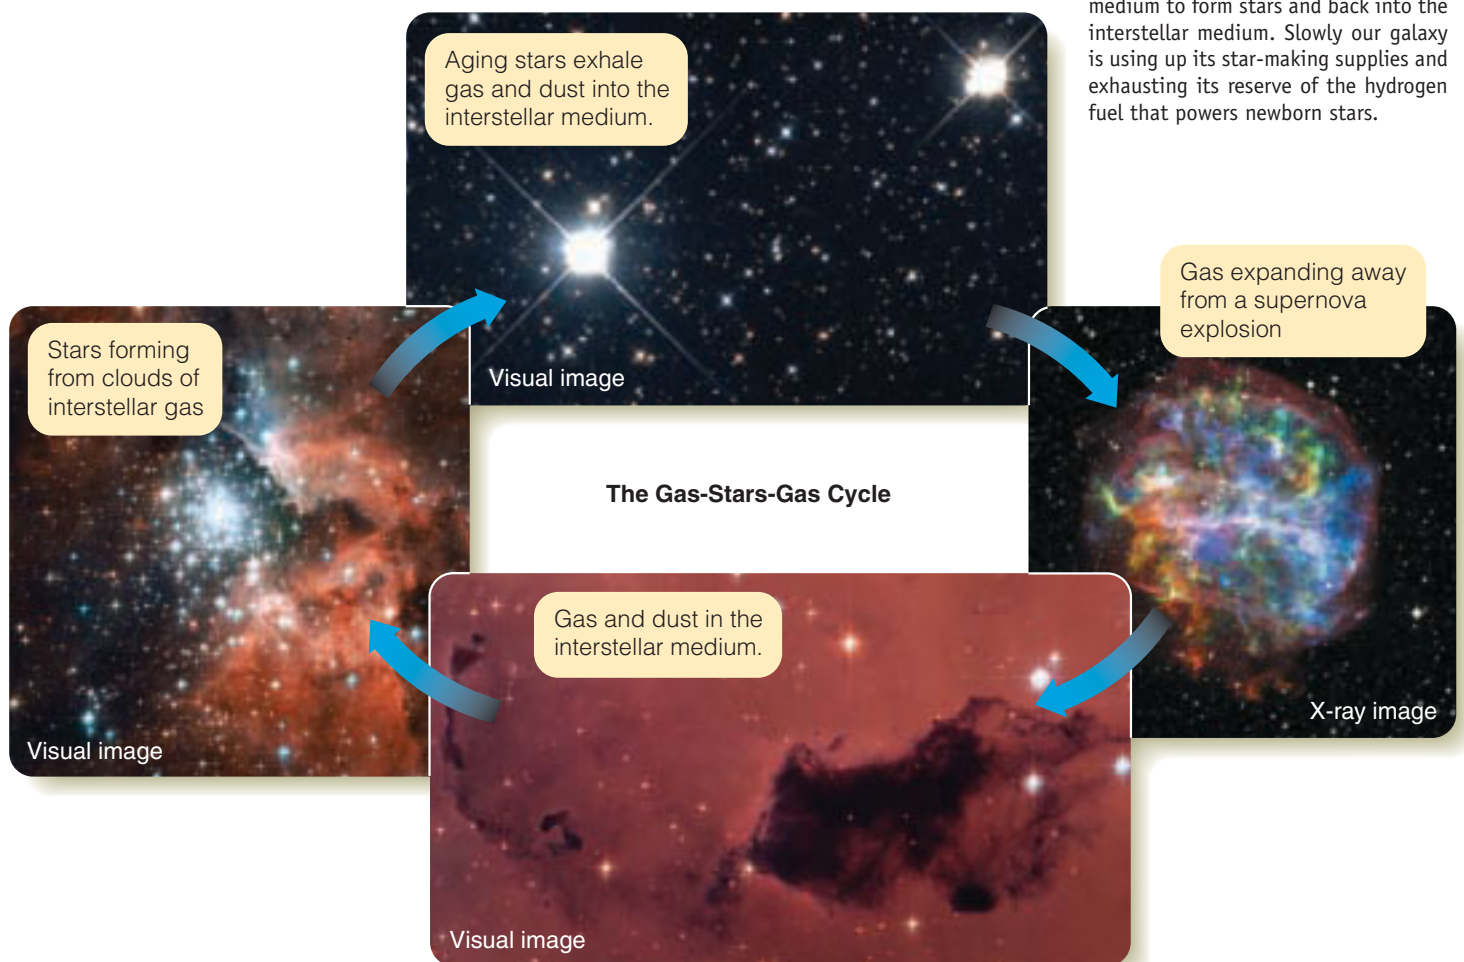 medium to form stars and back into the
interstellar medium. Slowly our galaxy
is using up its star-making supplies and
exhausting its reserve of the hydrogen
fuel that powers newborn stars.
Aging stars exhale
gas and dust into the
interstellar medium.
Visual image
Gas expanding away
from a supernova
explosion
X-ray image
Stars forming
from clouds of
interstellar gas
Visual image
The Gas-Stars-Gas Cycle
Gas and dust in the
interstellar medium.
Visual image